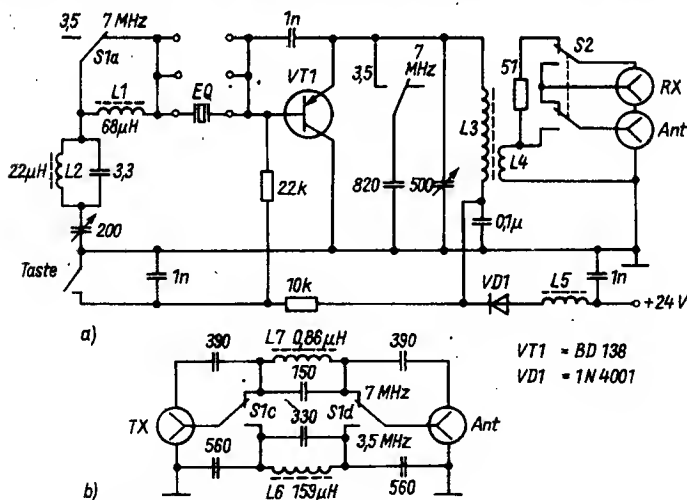 3,5 7 MHz
S1a
1n
L1
68µH
EQ
VT1
3,5
7 MHz
S2
51
RX
Ant
L3
L4
22µH
L2
3,3
200
22k
820
500
0,1µ
Taste
1n
10k
VD1
L5
1n
+24V
a)
390
L7 0,86µH
390
150
VT1 = BD 138
VD1 = 1N 4001
TX
S1c
S1d
7 MHz
330
3,5 MHz
Ant
560
L6 159µH
560
b)